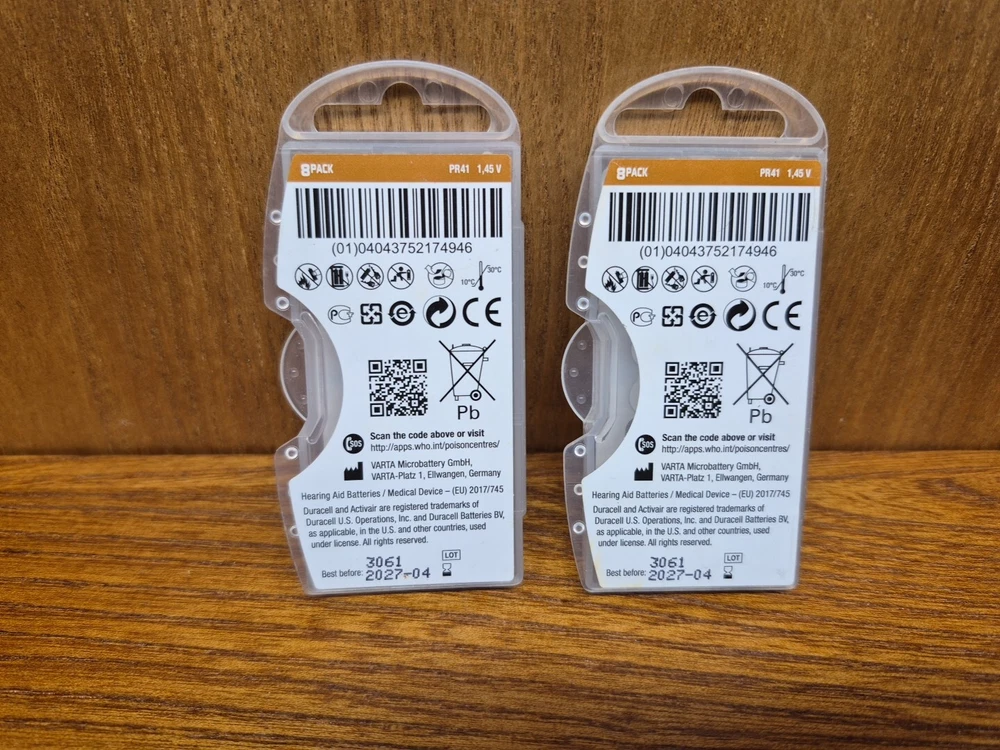 8PACK PR41 1,45 V
(01)04043752174946
10°C 30°C
PC
e
CE
Pb
SOS
Scan the code above or visit
http://apps.who.int/poisoncentres/
VARTA Microbattery GmbH,
VARTA-Platz 1, Ellwangen, Germany
Hearing Aid Batteries / Medical Device – (EU) 2017/745
Duracell and Activair are registered trademarks of
Duracell U.S. Operations, Inc. and Duracell Batteries BV,
as applicable, in the U.S. and other countries, used
under license. All rights reserved.
LOT
3061
Best before: 2027-04
8PACK PR41 1,45 V
(01)04043752174946
10°C 30°C
PC
e
CE
Pb
SOS
Scan the code above or visit
http://apps.who.int/poisoncentres/
VARTA Microbattery GmbH,
VARTA-Platz 1, Ellwangen, Germany
Hearing Aid Batteries / Medical Device – (EU) 2017/745
Duracell and Activair are registered trademarks of
Duracell U.S. Operations, Inc. and Duracell Batteries BV,
as applicable, in the U.S. and other countries, used
under license. All rights reserved.
LOT
3061
Best before: 2027-04